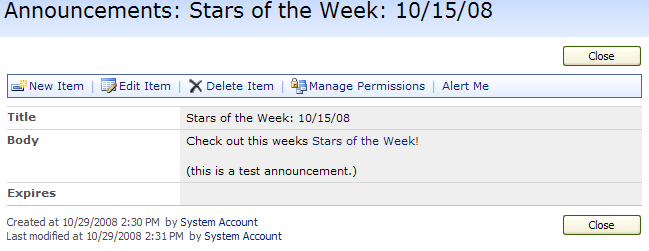 Announcements: Stars of the Week: 10/15/08
Close
New Item | Edit Item | Delete Item | Manage Permissions | Alert Me
Title Stars of the Week: 10/15/08
Body Check out this weeks Stars of the Week!
(this is a test announcement.)
Expires
Created at 10/29/2008 2:30 PM by System Account
Close
Last modified at 10/29/2008 2:31 PM by System Account